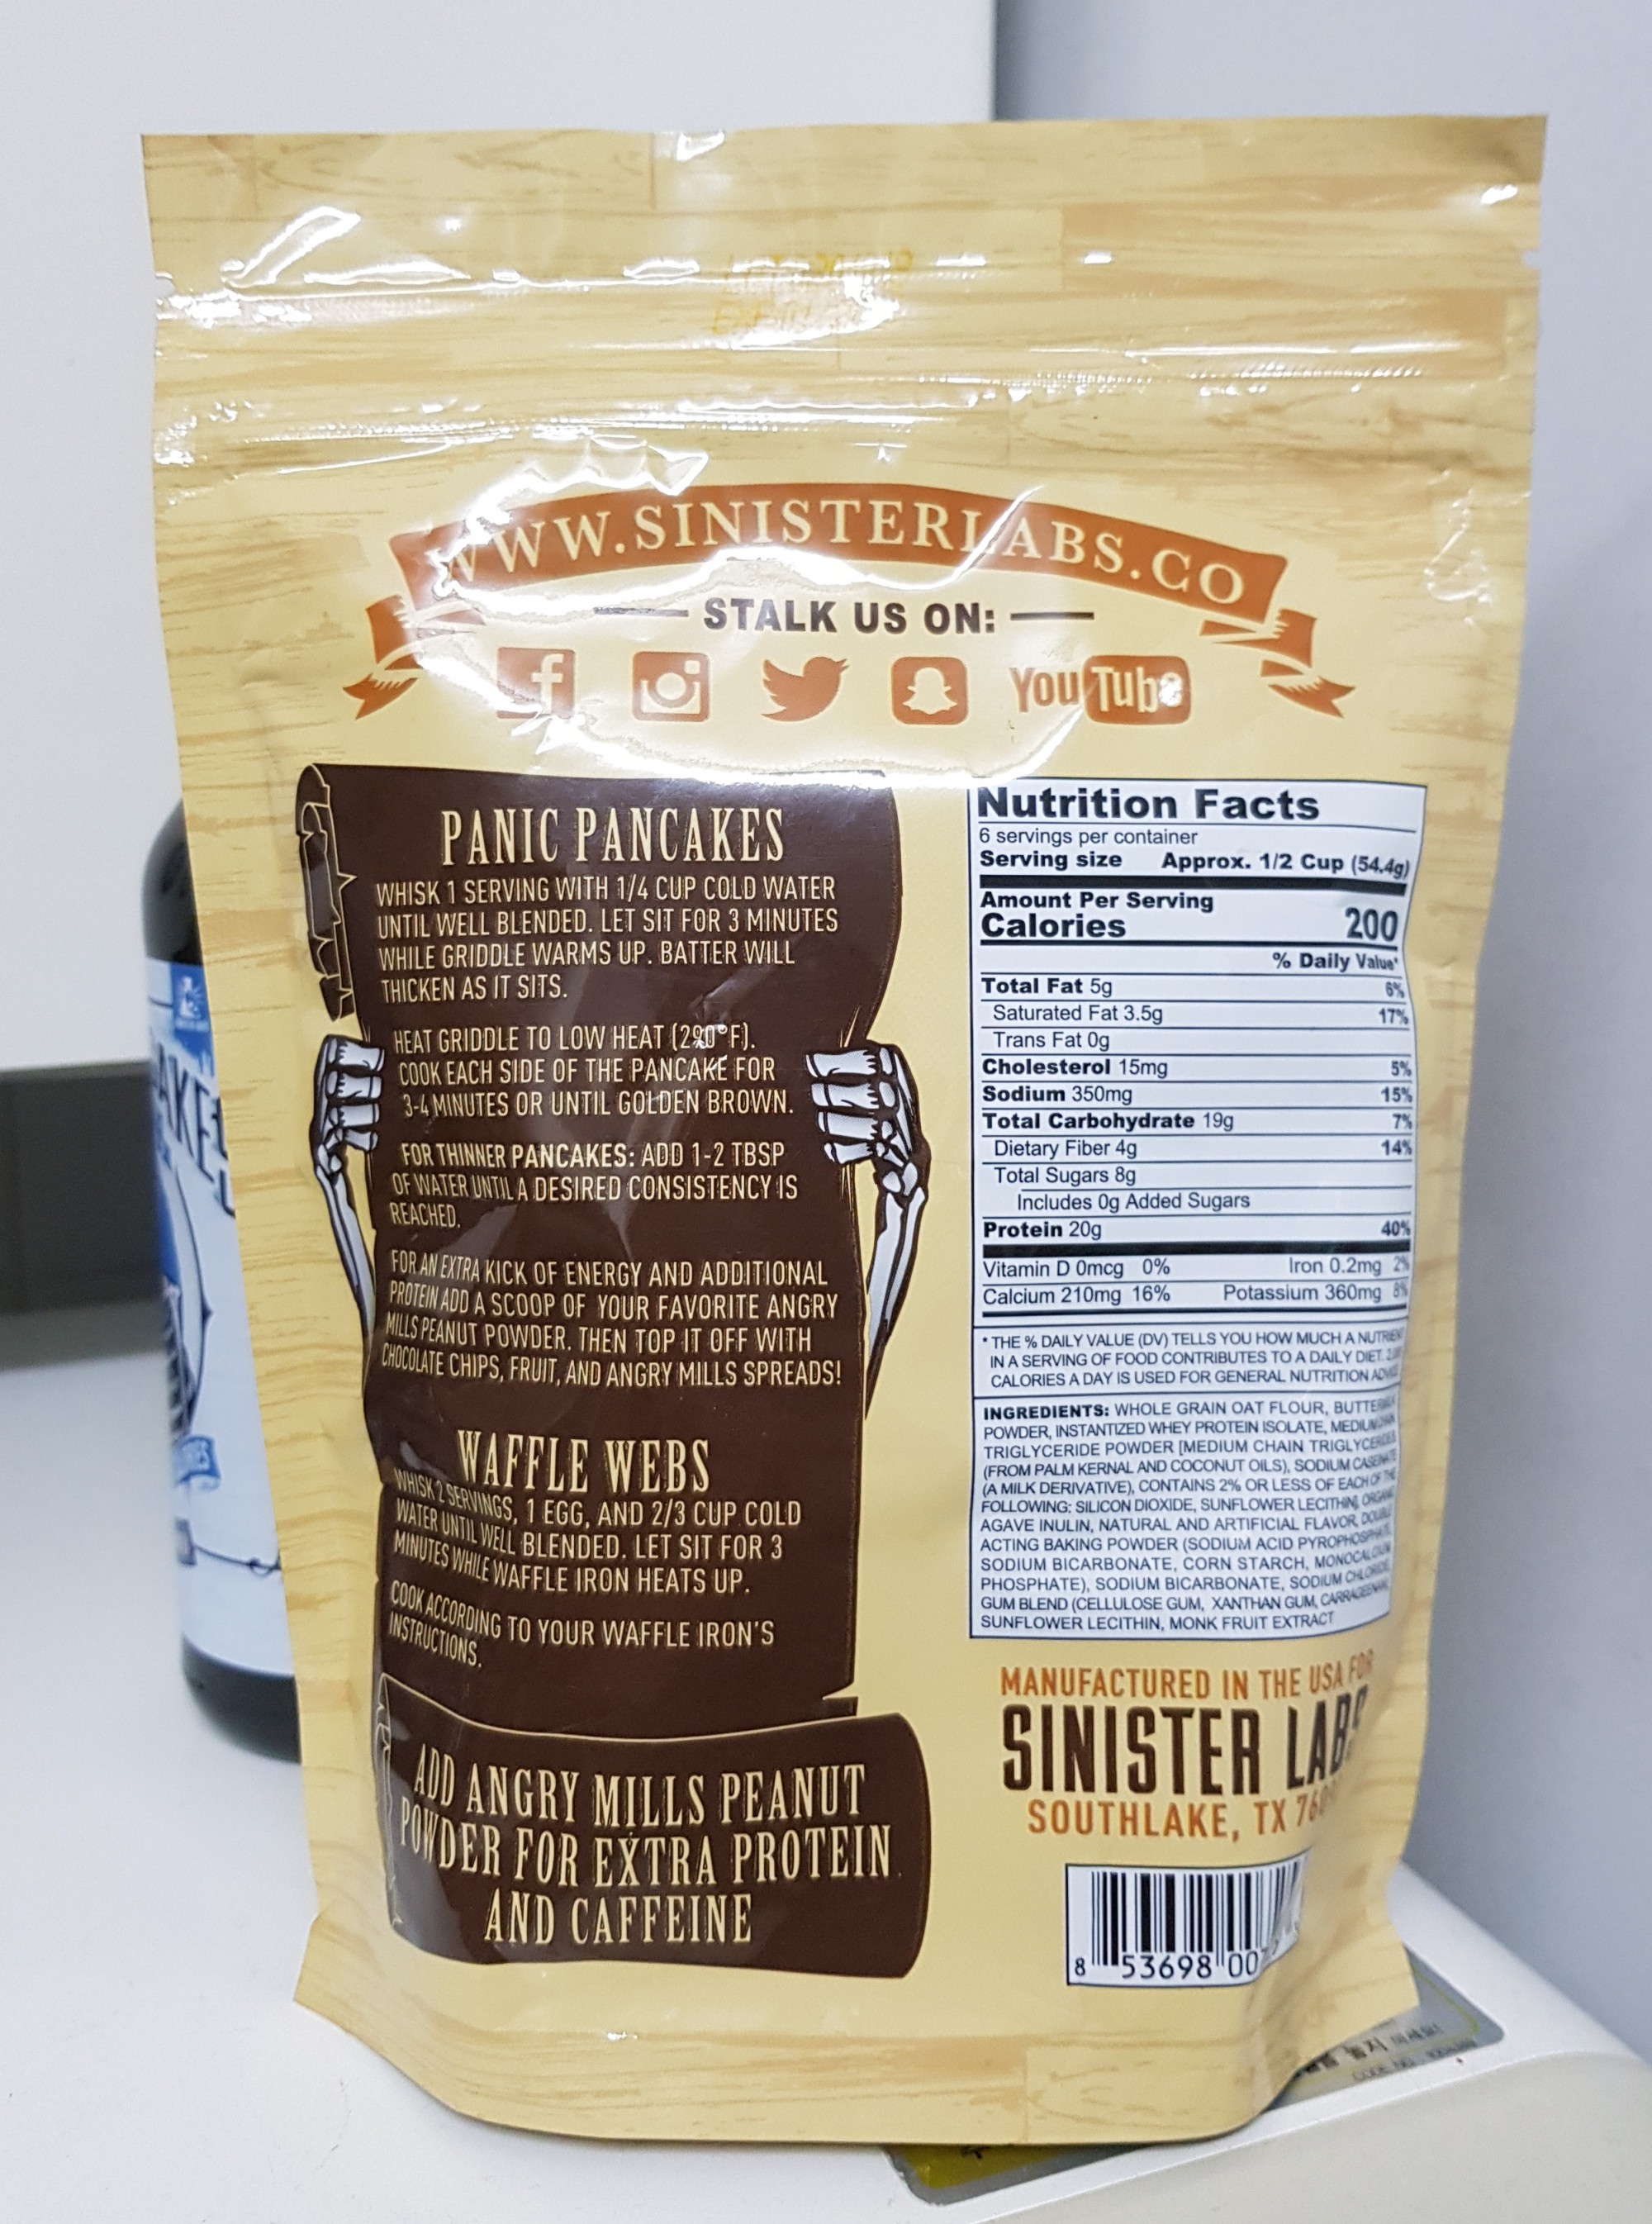 WWW.SINISTERLABS.CO
STALK US ON:
f
YouTube
PANIC PANCAKES
WHISK 1 SERVING WITH 1/4 CUP COLD WATER
UNTIL WELL BLENDED. LET SIT FOR 3 MINUTES
WHILE GRIDDLE WARMS UP. BATTER WILL
THICKEN AS IT SITS.
HEAT GRIDDLE TO LOW HEAT (290°F).
COOK EACH SIDE OF THE PANCAKE FOR
3-4 MINUTES OR UNTIL GOLDEN BROWN.
FOR THINNER PANCAKES: ADD 1-2 TBSP
OF WATER UNTIL A DESIRED CONSISTENCY IS
REACHED.
FOR AN EXTRA KICK OF ENERGY AND ADDITIONAL
PROTEIN ADD A SCOOP OF YOUR FAVORITE ANGRY
MILLS PEANUT POWDER. THEN TOP IT OFF WITH
CHOCOLATE CHIPS, FRUIT, AND ANGRY MILLS SPREADS!
WAFFLE WEBS
WHISK 2 SERVINGS, 1 EGG, AND 2/3 CUP COLD
WATER UNTIL WELL BLENDED. LET SIT FOR 3
MINUTES WHILE WAFFLE IRON HEATS UP.
COOK ACCORDING TO YOUR WAFFLE IRON'S
INSTRUCTIONS.
ADD ANGRY MILLS PEANUT
POWDER FOR EXTRA PROTEIN
AND CAFFEINE
Nutrition Facts
6 servings per container
Serving size Approx. 1/2 Cup (54.4g)
Amount Per Serving
Calories 200
% Daily Value*
Total Fat 5g 6%
Saturated Fat 3.5g 17%
Trans Fat 0g
Cholesterol 15mg 5%
Sodium 350mg 15%
Total Carbohydrate 19g 7%
Dietary Fiber 4g 14%
Total Sugars 8g
Includes 0g Added Sugars
Protein 20g 40%
Vitamin D 0mcg 0% Iron 0.2mg 2%
Calcium 210mg 16% Potassium 360mg 8%
* THE % DAILY VALUE (DV) TELLS YOU HOW MUCH A NUTRIENT
IN A SERVING OF FOOD CONTRIBUTES TO A DAILY DIET.
CALORIES A DAY IS USED FOR GENERAL NUTRITION ADVICE
INGREDIENTS: WHOLE GRAIN OAT FLOUR, BUTTERMILK
POWDER, INSTANTIZED WHEY PROTEIN ISOLATE, MEDIUM CHAIN
TRIGLYCERIDE POWDER [MEDIUM CHAIN TRIGLYCERIDES
(FROM PALM KERNAL AND COCONUT OILS), SODIUM CASEINATE
(A MILK DERIVATIVE), CONTAINS 2% OR LESS OF EACH OF THE
FOLLOWING: SILICON DIOXIDE, SUNFLOWER LECITHIN], ORGANIC
AGAVE INULIN, NATURAL AND ARTIFICIAL FLAVOR, DOUBLE
ACTING BAKING POWDER (SODIUM ACID PYROPHOSPHATE,
SODIUM BICARBONATE, CORN STARCH, MONOCALCIUM
PHOSPHATE), SODIUM BICARBONATE, SODIUM CHLORIDE,
GUM BLEND (CELLULOSE GUM, XANTHAN GUM, CARRAGEENAN),
SUNFLOWER LECITHIN, MONK FRUIT EXTRACT
MANUFACTURED IN THE USA FOR
SINISTER LABS
SOUTHLAKE, TX
8 53698 00